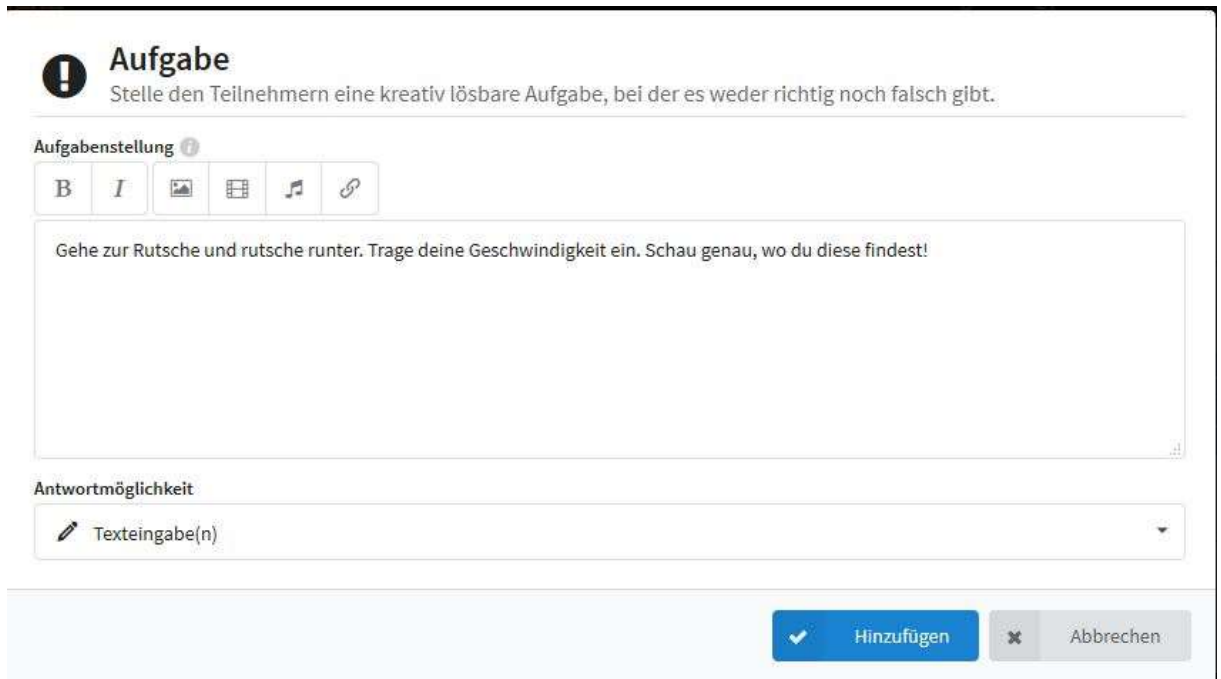 Aufgabe
Stelle den Teilnehmern eine kreativ lösbare Aufgabe, bei der es weder richtig noch falsch gibt.
Aufgabenstellung
B I
Gehe zur Rutsche und rutsche runter. Trage deine Geschwindigkeit ein. Schau genau, wo du diese findest!
Antwortmöglichkeit
Texteingabe(n)
Hinzufügen Abbrechen